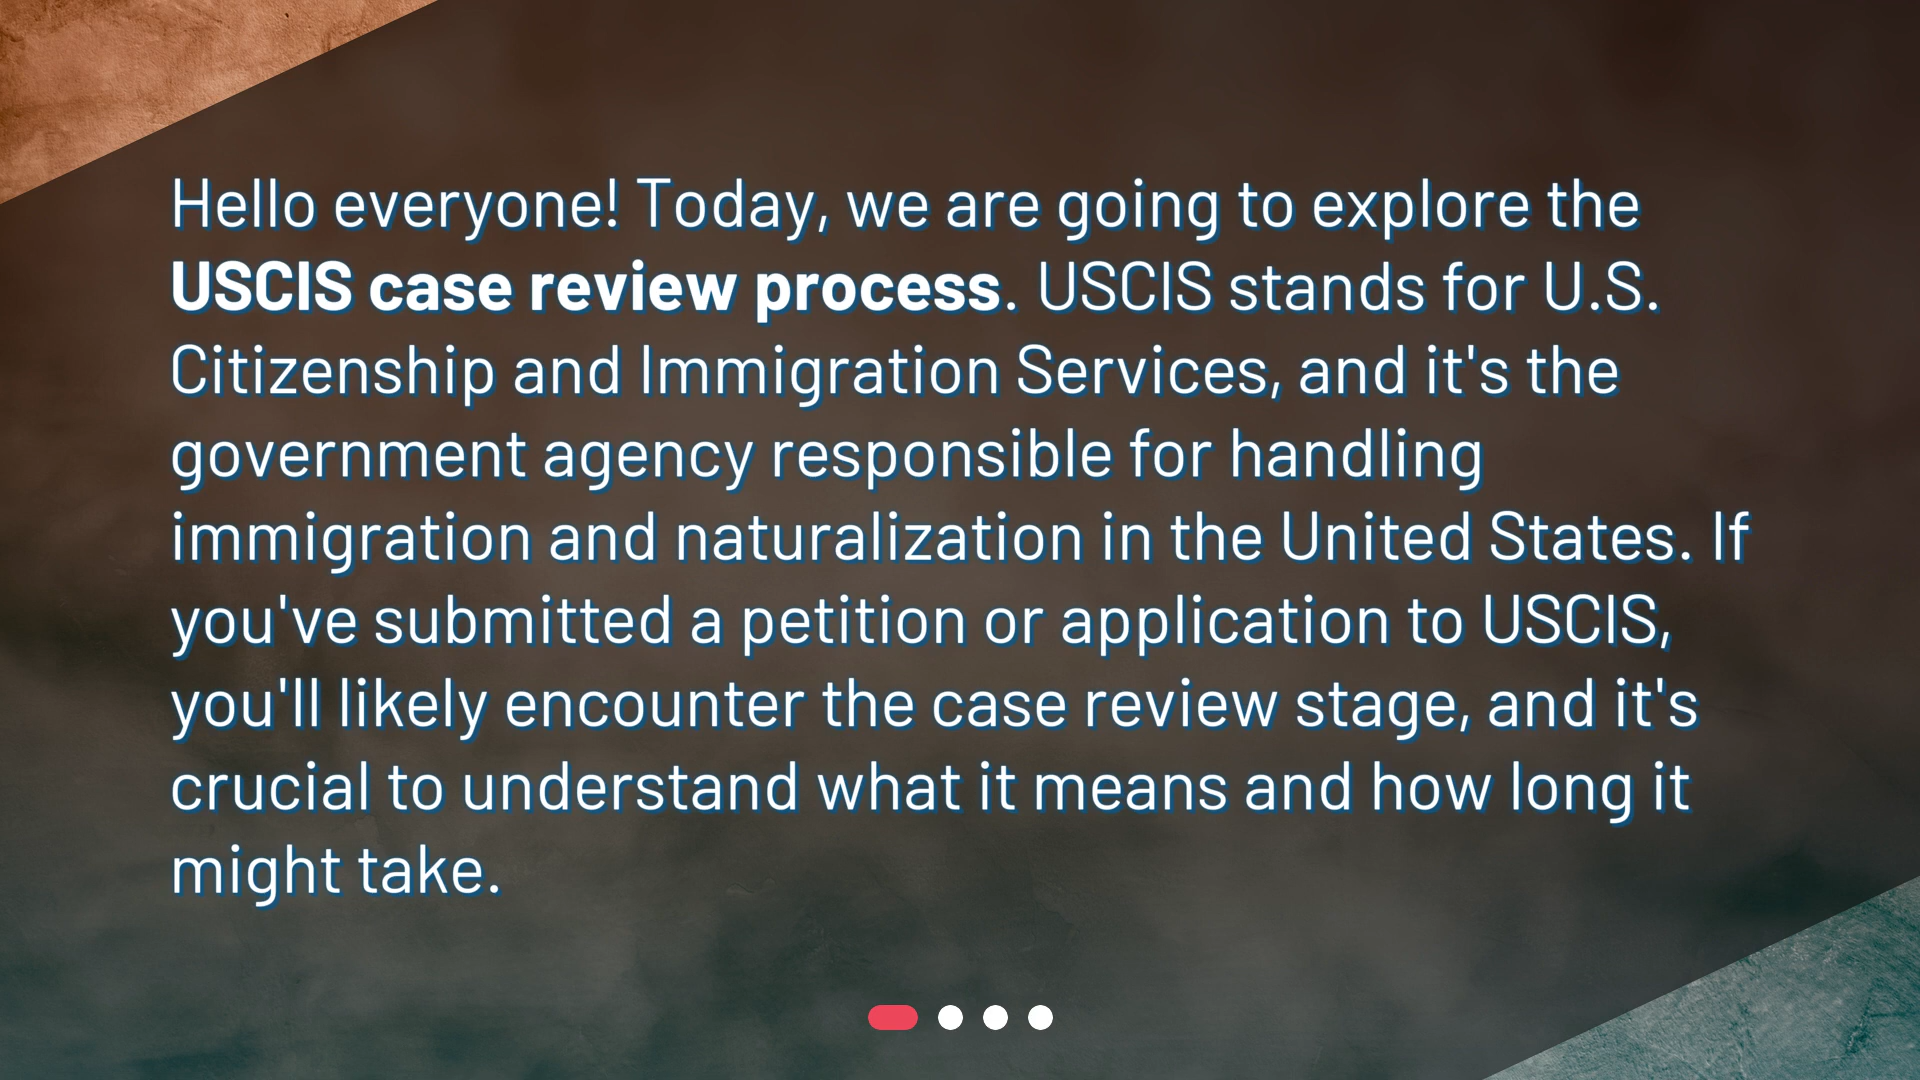 Hello everyone! Today, we are going to explore the
USCIS case review process. USCIS stands for U.S.
Citizenship and Immigration Services, and it's the
government agency responsible for handling
immigration and naturalization in the United States. If
you've submitted a petition or application to USCIS,
you'll likely encounter the case review stage, and it's
crucial to understand what it means and how long it
might take.